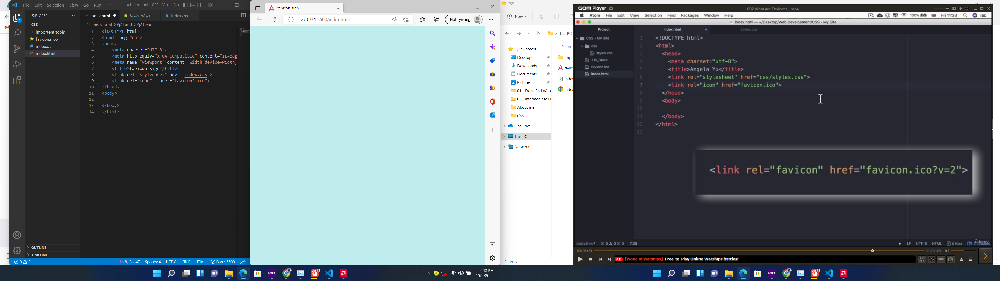 File Edit Selection View Go Run ···
● index.html - CSS - Visual Stu...
EXPLORER ···
CSS
importent tools
favicon2.ico
# index.css
<> index.html
OUTLINE
TIMELINE
<> index.html ● favicon2.ico # index.css
<> index.html > html > head
1 <!DOCTYPE html>
2 <html lang="en">
3 <head>
4 <meta charset="UTF-8">
5 <meta http-equiv="X-UA-Compatible" content="IE=edg
6 <meta name="viewport" content="width=device-width,
7 <title>fabicon_sign</title>
8 <link rel="stylesheet" href="index.css">
9 <link rel="icon" href="favicon2.ico">
10 </head>
11 <body>
12
13 </body>
14 </html>
0 0 Ln 9, Col 47 Spaces: 4 UTF-8 CRLF HTML Port : 5500
fabicon_sign
127.0.0.1:5500/index.html
Not syncing
CSS
New
This PC
Name
Quick access
Desktop
Downloads
Documents
Pictures
01 - Front-End Web
03 - Intermediate H
About me
CSS
OneDrive
This PC
Network
impo
favic
index
index
4 items
GOM Player
002 What Are Favicons_.mp4
Atom File Edit View Selection Find Packages Window Help
100% Fri 11:38
index.html — ~/Desktop/Web Development/CSS - My Site
Project
CSS - My Site
css
styles.css
.DS_Store
favicon.ico
index.html
index.html styles.css
1 <!DOCTYPE html>
2 <html>
3 <head>
4 <meta charset="utf-8">
5 <title>Angela Yu</title>
6 <link rel="stylesheet" href="css/styles.css">
7 <link rel="icon" href="favicon.ico">
8 </head>
9 <body>
10
11 </body>
12 </html>
13
<link rel="favicon" href="favicon.ico?v=2">
index.html* 0 0 0 7:39
LF UTF-8 HTML 0 files 4 updates
ûdemy
00:03:31 00:04:09
AD [World of Warships] Free-to-Play Online Warships battles!
360° SUB
NZXT
4:12 PM
10/3/2022
NZXT